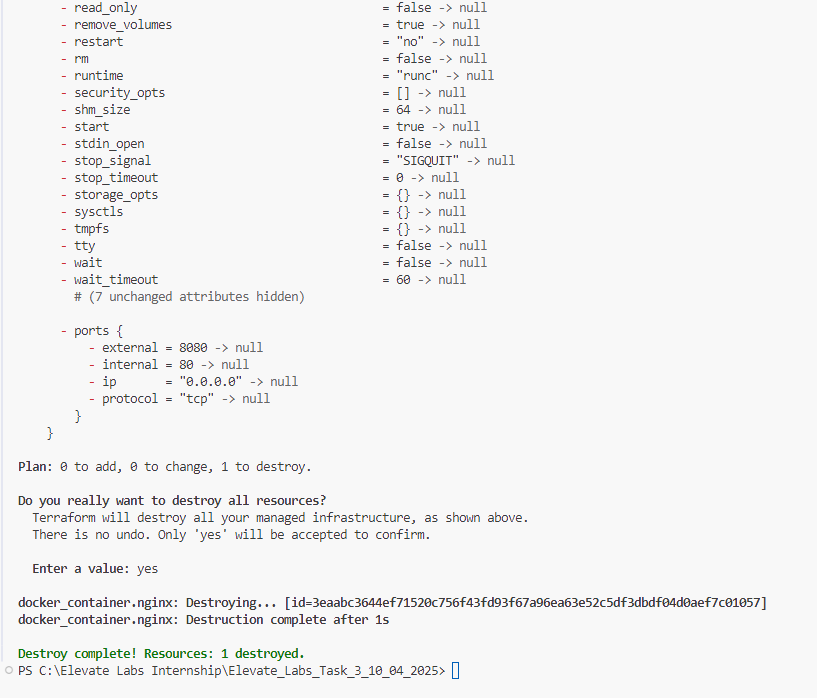 - read_only = false -> null
- remove_volumes = true -> null
- restart = "no" -> null
- rm = false -> null
- runtime = "runc" -> null
- security_opts = [] -> null
- shm_size = 64 -> null
- start = true -> null
- stdin_open = false -> null
- stop_signal = "SIGQUIT" -> null
- stop_timeout = 0 -> null
- storage_opts = {} -> null
- sysctls = {} -> null
- tmpfs = {} -> null
- tty = false -> null
- wait = false -> null
- wait_timeout = 60 -> null
# (7 unchanged attributes hidden)
- ports {
- external = 8080 -> null
- internal = 80 -> null
- ip = "0.0.0.0" -> null
- protocol = "tcp" -> null
}
}
Plan: 0 to add, 0 to change, 1 to destroy.
Do you really want to destroy all resources?
Terraform will destroy all your managed infrastructure, as shown above.
There is no undo. Only 'yes' will be accepted to confirm.
Enter a value: yes
docker_container.nginx: Destroying... [id=3eaabc3644ef71520c756f43fd93f67a96ea63e52c5df3dbdf04d0aef7c01057]
docker_container.nginx: Destruction complete after 1s
Destroy complete! Resources: 1 destroyed.
PS C:\Elevate Labs Internship\Elevate_Labs_Task_3_10_04_2025>